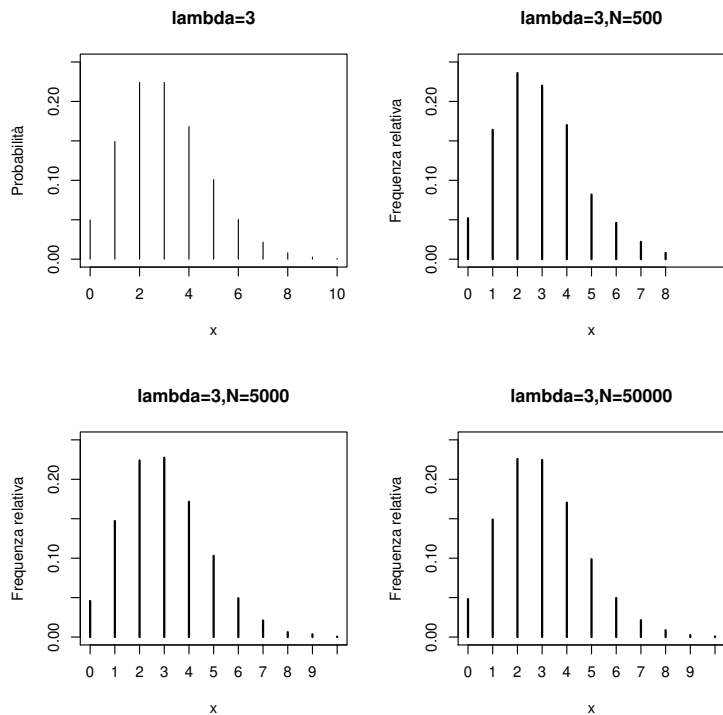 lambda=3
Probabilità
0.00 0.10 0.20
0 2 4 6 8 10
x
lambda=3,N=500
Frequenza relativa
0.00 0.10 0.20
0 1 2 3 4 5 6 7 8
x
lambda=3,N=5000
Frequenza relativa
0.00 0.10 0.20
0 1 2 3 4 5 6 7 8 9
x
lambda=3,N=50000
Frequenza relativa
0.00 0.10 0.20
0 1 2 3 4 5 6 7 8 9
x